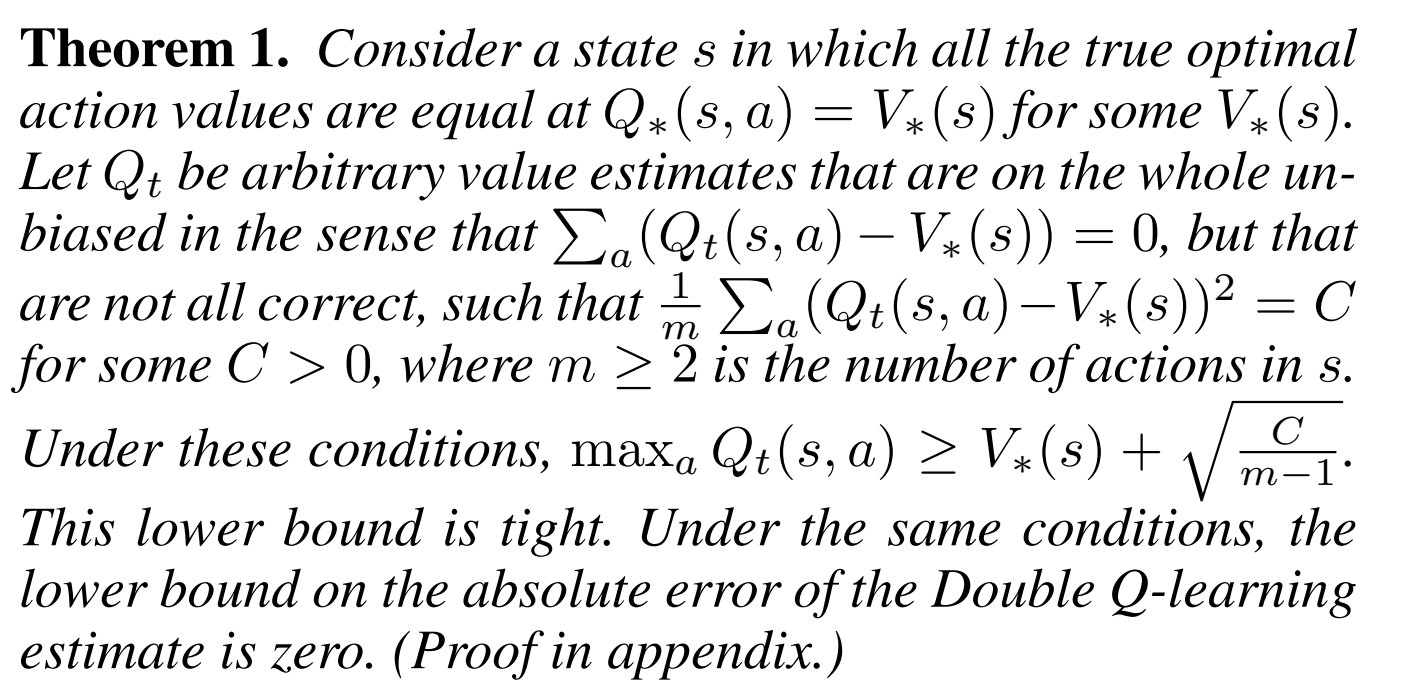 Theorem 1. Consider a state s in which all the true optimal
action values are equal at Q∗(s, a) = V∗(s) for some V∗(s).
Let Qₜ be arbitrary value estimates that are on the whole un-
biased in the sense that ∑ₐ(Qₜ(s, a) − V∗(s)) = 0, but that
are not all correct, such that 1/m ∑ₐ(Qₜ(s, a)−V∗(s))² = C
for some C > 0, where m ≥ 2 is the number of actions in s.
Under these conditions, maxₐ Qₜ(s, a) ≥ V∗(s) + √(C/(m−1)).
This lower bound is tight. Under the same conditions, the
lower bound on the absolute error of the Double Q-learning
estimate is zero. (Proof in appendix.)